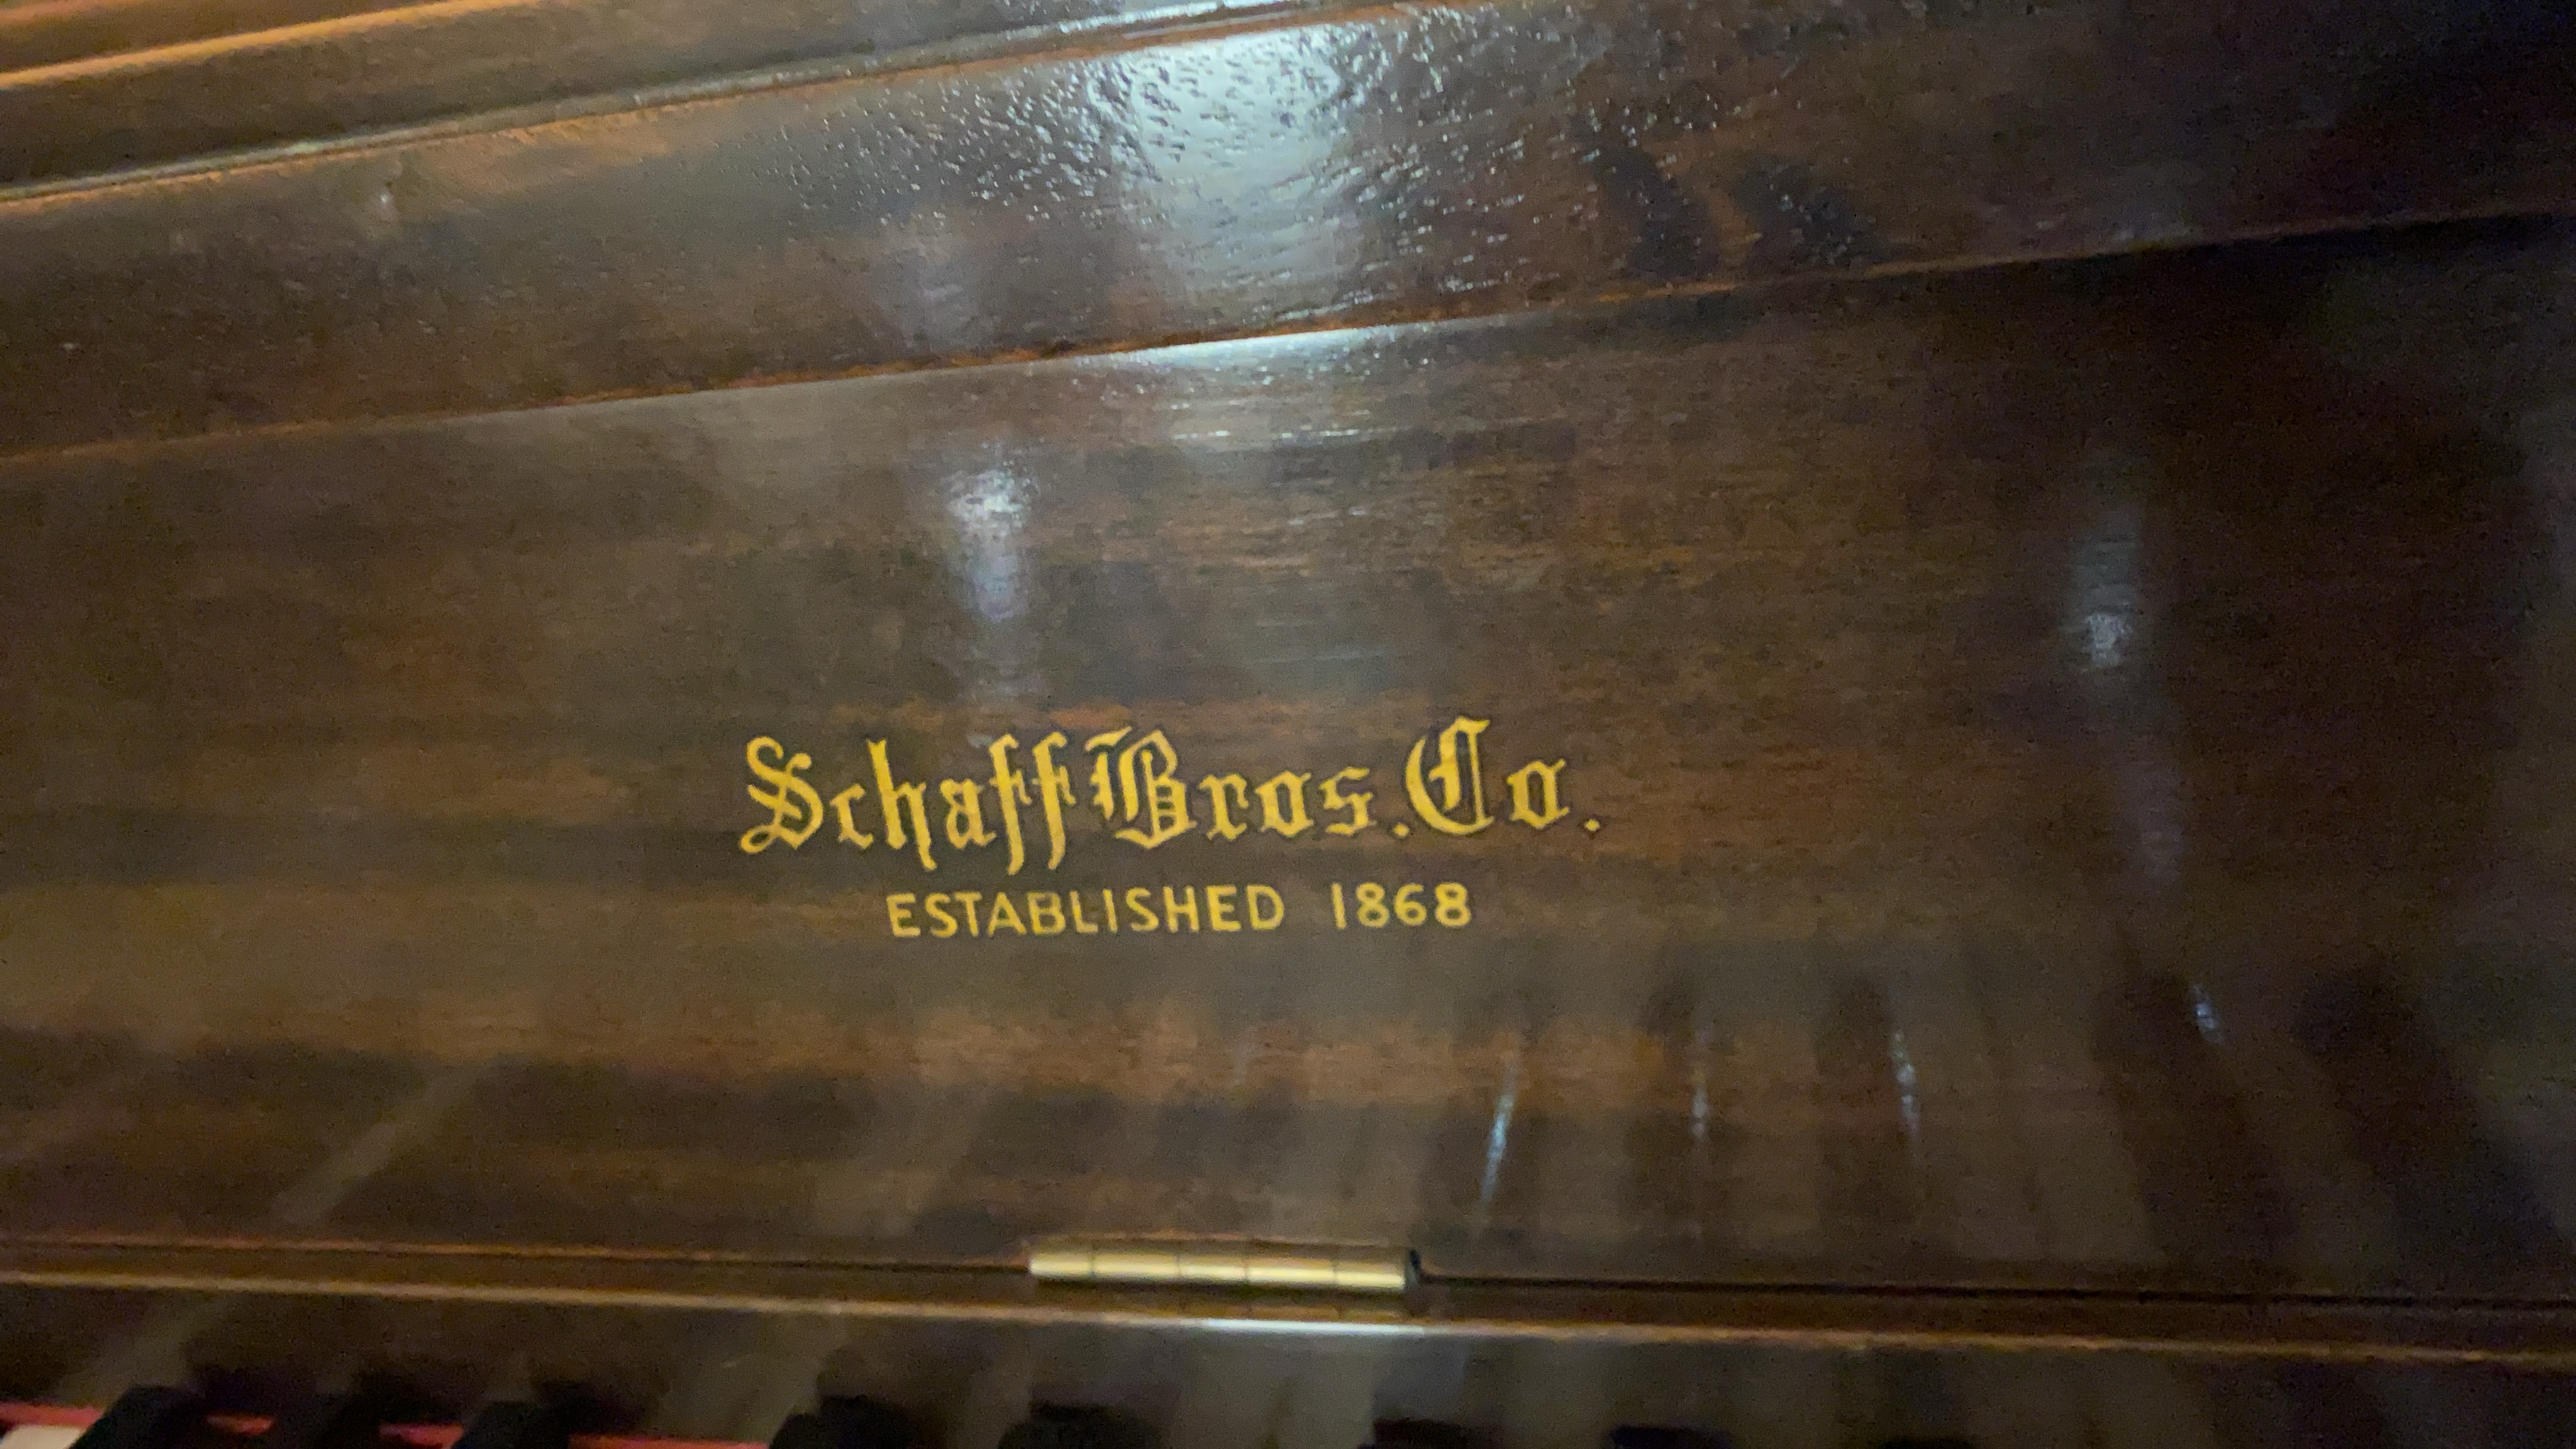 Schaff Bros. Co.
ESTABLISHED 1868